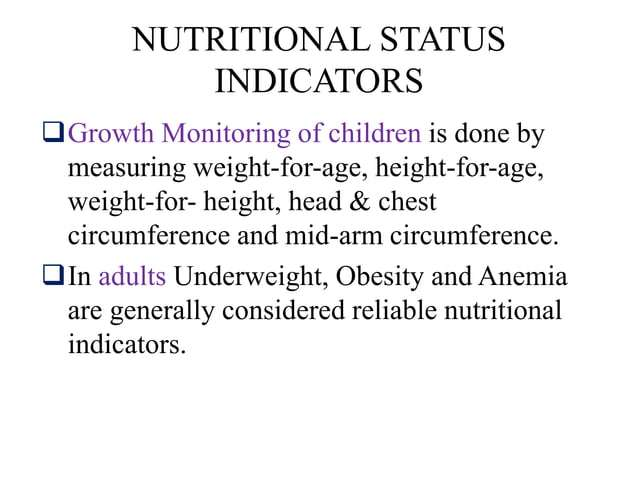 NUTRITIONAL STATUS
INDICATORS
❑Growth Monitoring of children is done by
measuring weight-for-age, height-for-age,
weight-for- height, head & chest
circumference and mid-arm circumference.
❑In adults Underweight, Obesity and Anemia
are generally considered reliable nutritional
indicators.